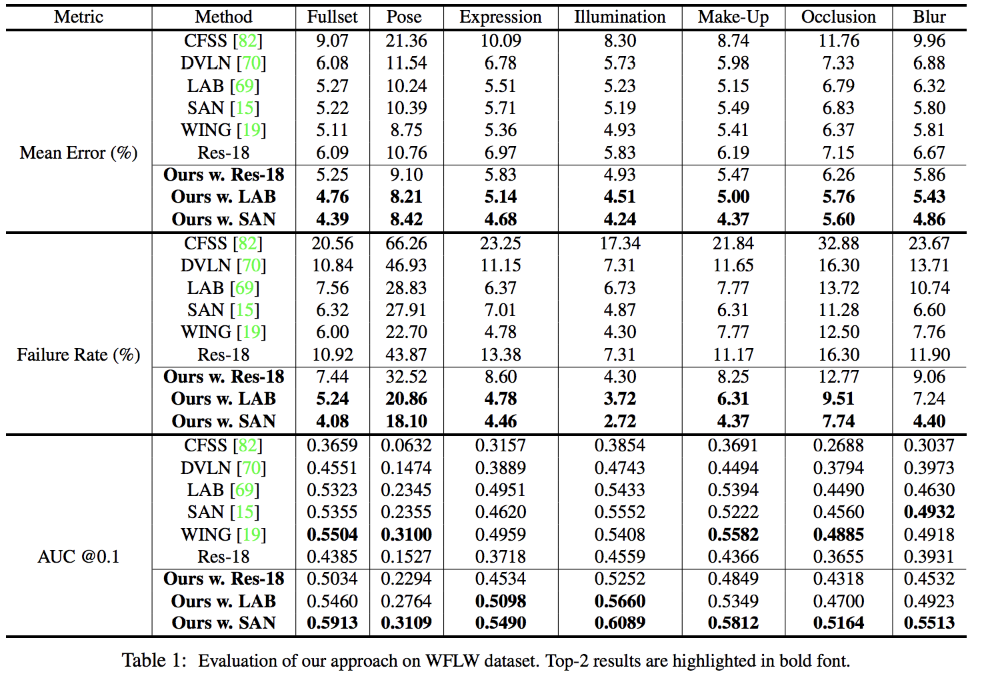 Metric Method Fullset Pose Expression Illumination Make-Up Occlusion Blur
CFSS [82] 9.07 21.36 10.09 8.30 8.74 11.76 9.96
DVLN [70] 6.08 11.54 6.78 5.73 5.98 7.33 6.88
LAB [69] 5.27 10.24 5.51 5.23 5.15 6.79 6.32
SAN [15] 5.22 10.39 5.71 5.19 5.49 6.83 5.80
WING [19] 5.11 8.75 5.36 4.93 5.41 6.37 5.81
Mean Error (%) Res-18 6.09 10.76 6.97 5.83 6.19 7.15 6.67
Ours w. Res-18 5.25 9.10 5.83 4.93 5.47 6.26 5.86
Ours w. LAB 4.76 8.21 5.14 4.51 5.00 5.76 5.43
Ours w. SAN 4.39 8.42 4.68 4.24 4.37 5.60 4.86
CFSS [82] 20.56 66.26 23.25 17.34 21.84 32.88 23.67
DVLN [70] 10.84 46.93 11.15 7.31 11.65 16.30 13.71
LAB [69] 7.56 28.83 6.37 6.73 7.77 13.72 10.74
SAN [15] 6.32 27.91 7.01 4.87 6.31 11.28 6.60
WING [19] 6.00 22.70 4.78 4.30 7.77 12.50 7.76
Failure Rate (%) Res-18 10.92 43.87 13.38 7.31 11.17 16.30 11.90
Ours w. Res-18 7.44 32.52 8.60 4.30 8.25 12.77 9.06
Ours w. LAB 5.24 20.86 4.78 3.72 6.31 9.51 7.24
Ours w. SAN 4.08 18.10 4.46 2.72 4.37 7.74 4.40
CFSS [82] 0.3659 0.0632 0.3157 0.3854 0.3691 0.2688 0.3037
DVLN [70] 0.4551 0.1474 0.3889 0.4743 0.4494 0.3794 0.3973
LAB [69] 0.5323 0.2345 0.4951 0.5433 0.5394 0.4490 0.4630
SAN [15] 0.5355 0.2355 0.4620 0.5552 0.5222 0.4560 0.4932
WING [19] 0.5504 0.3100 0.4959 0.5408 0.5582 0.4885 0.4918
AUC @0.1 Res-18 0.4385 0.1527 0.3718 0.4559 0.4366 0.3655 0.3931
Ours w. Res-18 0.5034 0.2294 0.4534 0.5252 0.4849 0.4318 0.4532
Ours w. LAB 0.5460 0.2764 0.5098 0.5660 0.5349 0.4700 0.4923
Ours w. SAN 0.5913 0.3109 0.5490 0.6089 0.5812 0.5164 0.5513
Table 1: Evaluation of our approach on WFLW dataset. Top-2 results are highlighted in bold font.